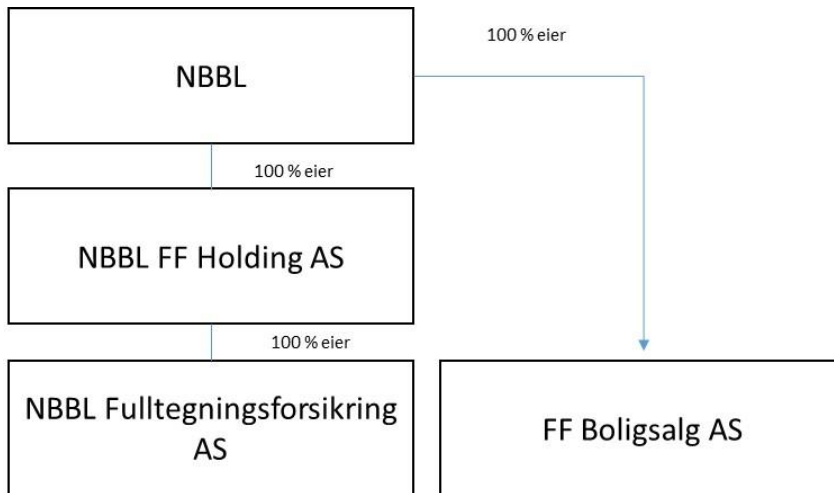 100 % eier
NBBL
100 % eier
NBBL FF Holding AS
100 % eier
NBBL Fulltegningsforsikring
AS
FF Boligsalg AS